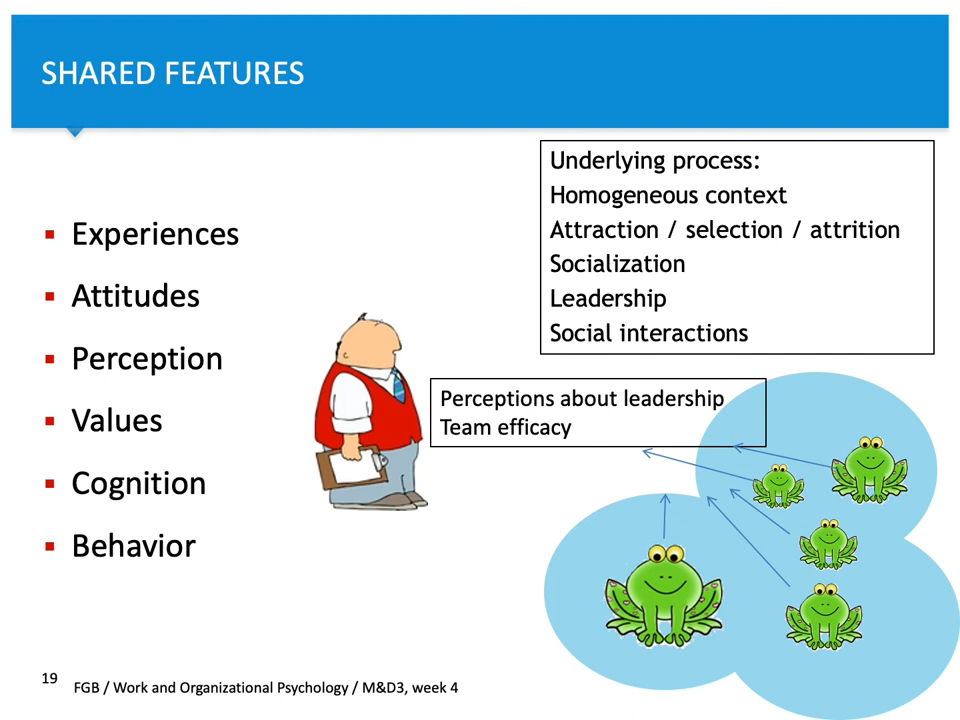 SHARED FEATURES
Underlying process:
Homogeneous context
Attraction / selection / attrition
Socialization
Leadership
Social interactions
▪ Experiences
▪ Attitudes
▪ Perception
▪ Values
▪ Cognition
▪ Behavior
Perceptions about leadership
Team efficacy
19
FGB / Work and Organizational Psychology / M&D3, week 4